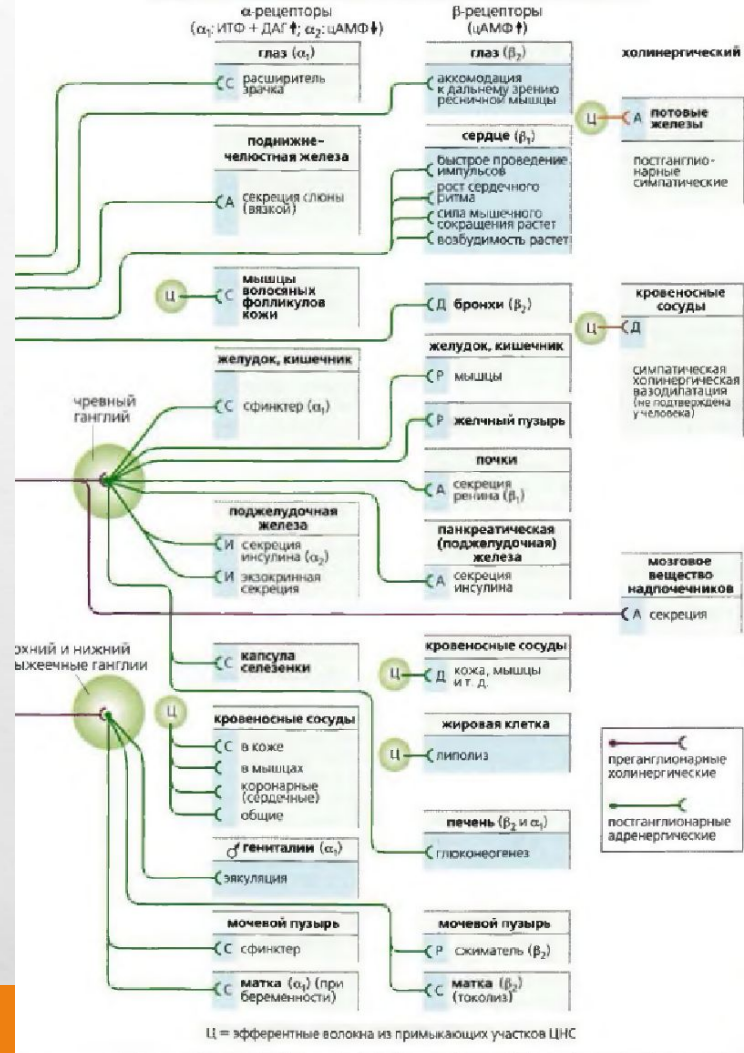 α-рецепторы
(α₁: ИТФ + ДАГ↑; α₂: цАМФ↓)
глаз (α₁)
С расширитель
зрачка
поднижне-
челюстная железа
А секреция слюны
(вязкой)
Ц
С мышцы
волосяных
фолликулов
кожи
желудок, кишечник
С сфинктер (α₁)
чревный
ганглий
поджелудочная
железа
И секреция
инсулина (α₂)
И экзокринная
секреция
С капсула
селезенки
охний и нижний
ыжеечные ганглии
Ц
кровеносные сосуды
С в коже
в мышцах
коронарные
(сердечные)
общие
♂ гениталии (α₁)
эякуляция
мочевой пузырь
С сфинктер
С матка (α₁) (при
беременности)
β-рецепторы
(цАМФ↑)
глаз (β₂)
аккомодация
к дальнему зрению
ресничной мышцы
сердце (β₁)
быстрое проведение
импульсов
рост сердечного
ритма
сила мышечного
сокращения растет
возбудимость растет
Д бронхи (β₂)
желудок, кишечник
Р мышцы
Р желчный пузырь
почки
А секреция
ренина (β₁)
панкреатическая
(поджелудочная)
железа
А секреция
инсулина
кровеносные сосуды
Ц
Д кожа, мышцы
и т. д.
жировая клетка
Ц
липолиз
печень (β₂ и α₁)
глюконеогенез
мочевой пузырь
Р сжиматель (β₂)
С матка (β₂)
(токолиз)
холинергический
Ц
А потовые
железы
постганглио-
нарные
симпатические
кровеносные
сосуды
Ц
Д
симпатическая
холинергическая
вазодилатация
(не подтверждена
у человека)
мозговое
вещество
надпочечников
А секреция
преганглионарные
холинергические
постганглионарные
адренергические
Ц = эфферентные волокна из примыкающих участков ЦНС